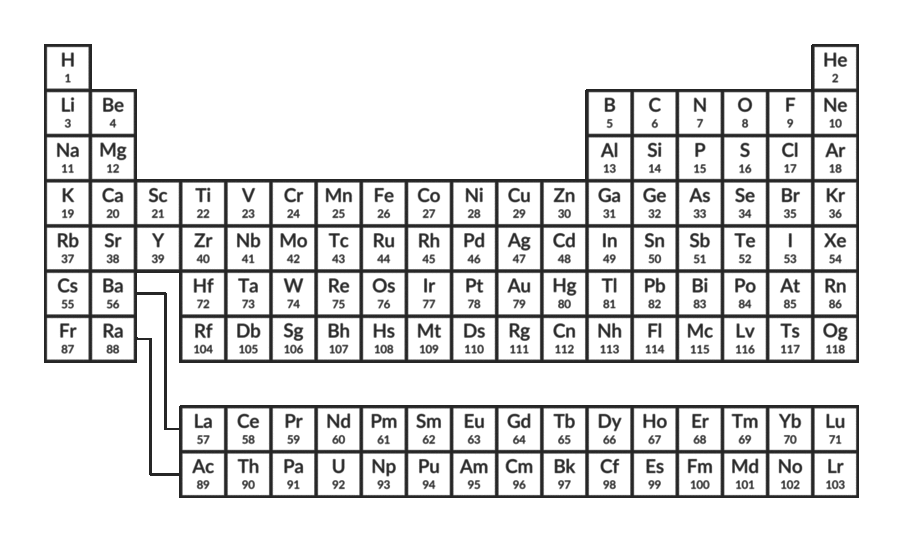 H He
1 2
Li Be B C N O F Ne
3 4 5 6 7 8 9 10
Na Mg Al Si P S Cl Ar
11 12 13 14 15 16 17 18
K Ca Sc Ti V Cr Mn Fe Co Ni Cu Zn Ga Ge As Se Br Kr
19 20 21 22 23 24 25 26 27 28 29 30 31 32 33 34 35 36
Rb Sr Y Zr Nb Mo Tc Ru Rh Pd Ag Cd In Sn Sb Te I Xe
37 38 39 40 41 42 43 44 45 46 47 48 49 50 51 52 53 54
Cs Ba Hf Ta W Re Os Ir Pt Au Hg Tl Pb Bi Po At Rn
55 56 72 73 74 75 76 77 78 79 80 81 82 83 84 85 86
Fr Ra Rf Db Sg Bh Hs Mt Ds Rg Cn Nh Fl Mc Lv Ts Og
87 88 104 105 106 107 108 109 110 111 112 113 114 115 116 117 118
La Ce Pr Nd Pm Sm Eu Gd Tb Dy Ho Er Tm Yb Lu
57 58 59 60 61 62 63 64 65 66 67 68 69 70 71
Ac Th Pa U Np Pu Am Cm Bk Cf Es Fm Md No Lr
89 90 91 92 93 94 95 96 97 98 99 100 101 102 103